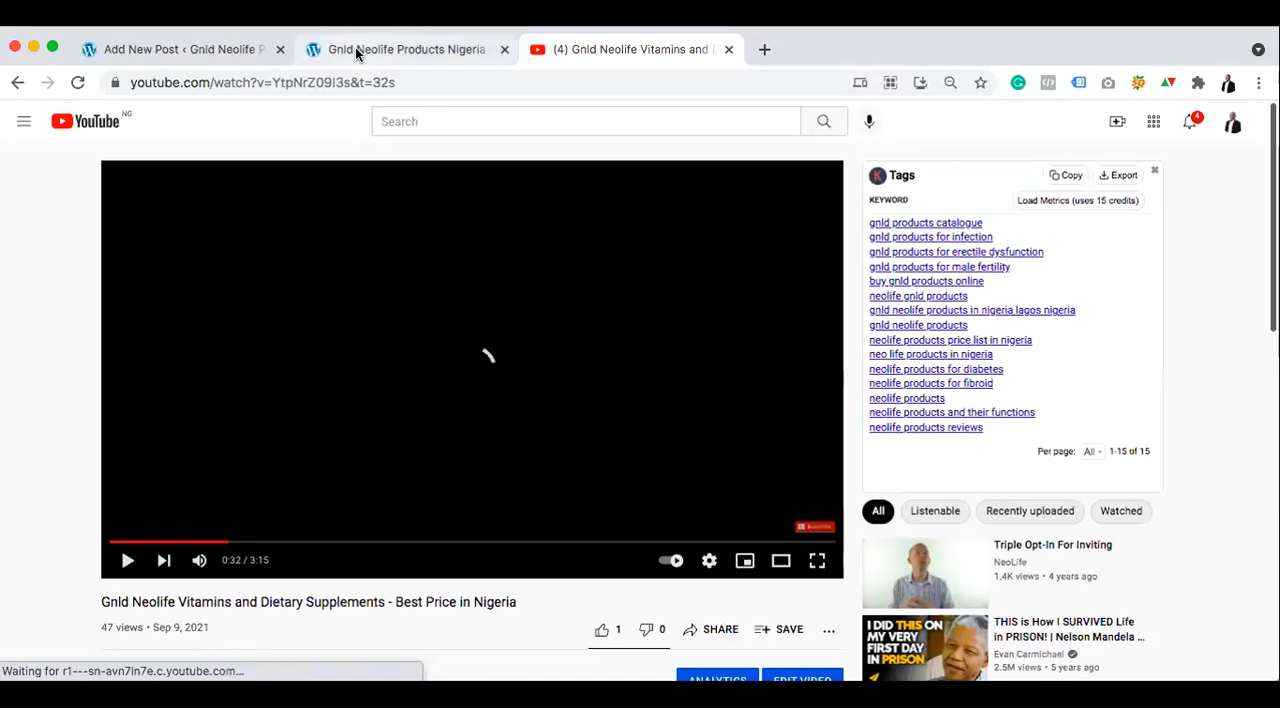 Add New Post ‹ Gnld Neolife P
Gnld Neolife Products Nigeria
(4) Gnld Neolife Vitamins and
youtube.com/watch?v=YtpNrZ09I3s&t=32s
YouTube NG
Search
4
Tags
Copy
Export
KEYWORD
Load Metrics (uses 15 credits)
gnld products catalogue
gnld products for infection
gnld products for erectile dysfunction
gnld products for male fertility
buy gnld products online
neolife gnld products
gnld neolife products in nigeria lagos nigeria
gnld neolife products
neolife products price list in nigeria
neo life products in nigeria
neolife products for diabetes
neolife products for fibroid
neolife products
neolife products and their functions
neolife products reviews
Per page: All 1-15 of 15
Subscribe
0:32 / 3:15
All
Listenable
Recently uploaded
Watched
Triple Opt-In For Inviting
NeoLife
1.4K views • 4 years ago
I DID THIS ON
MY VERY
FIRST DAY
IN PRISON!
THIS is How I SURVIVED Life
in PRISON! | Nelson Mandela ...
Evan Carmichael
2.5M views • 5 years ago
Gnld Neolife Vitamins and Dietary Supplements - Best Price in Nigeria
47 views • Sep 9, 2021
1
0
SHARE
SAVE
ANALYTICS
EDIT VIDEO
Waiting for r1---sn-avn7ln7e.c.youtube.com...